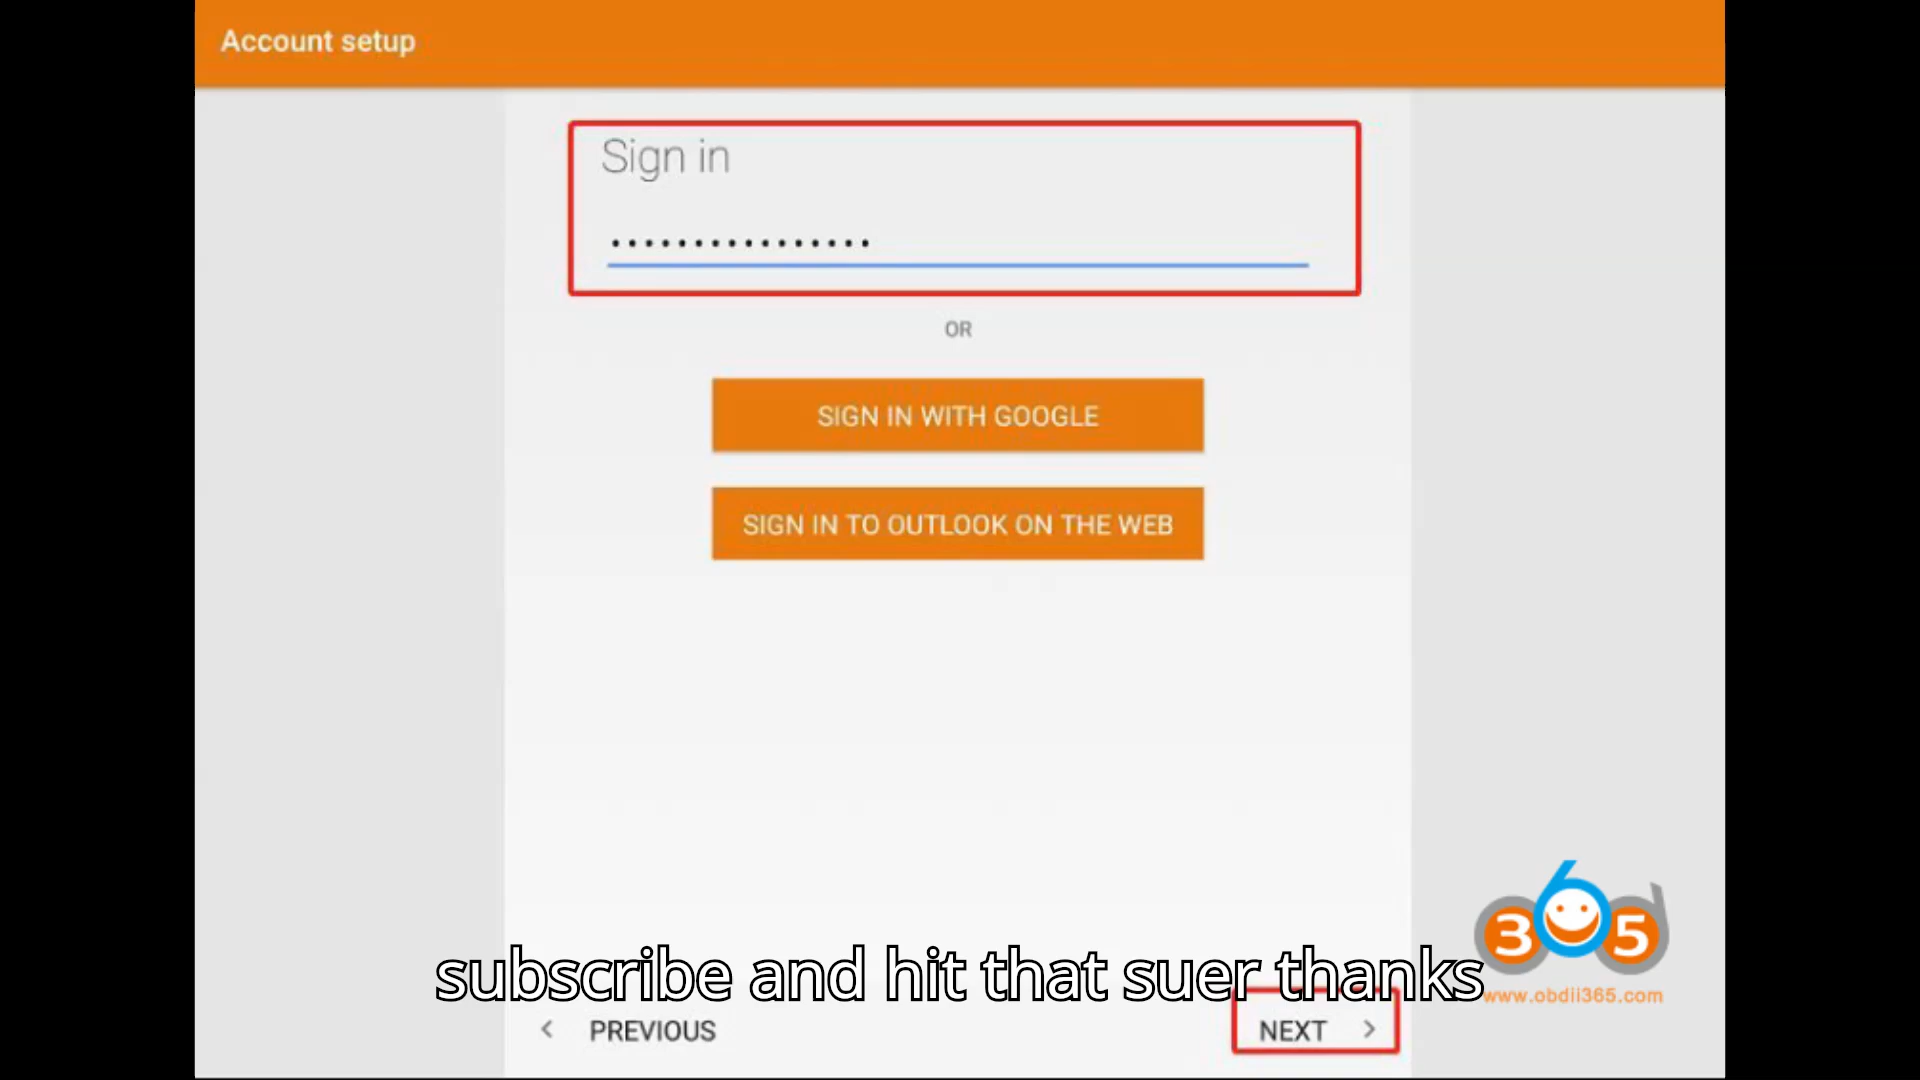 Account setup
Sign in
••••••••••••••••
OR
SIGN IN WITH GOOGLE
SIGN IN TO OUTLOOK ON THE WEB
365
subscribe and hit that suer thanks
www.obdii365.com
PREVIOUS
NEXT